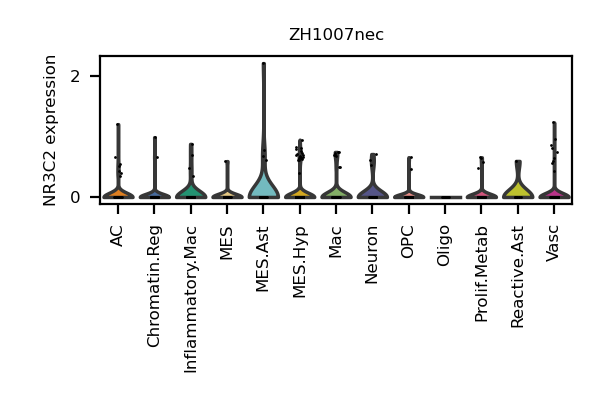 ZH1007nec
NR3C2 expression
2
0
AC
Chromatin.Reg
Inflammatory.Mac
MES
MES.Ast
MES.Hyp
Mac
Neuron
OPC
Oligo
Prolif.Metab
Reactive.Ast
Vasc